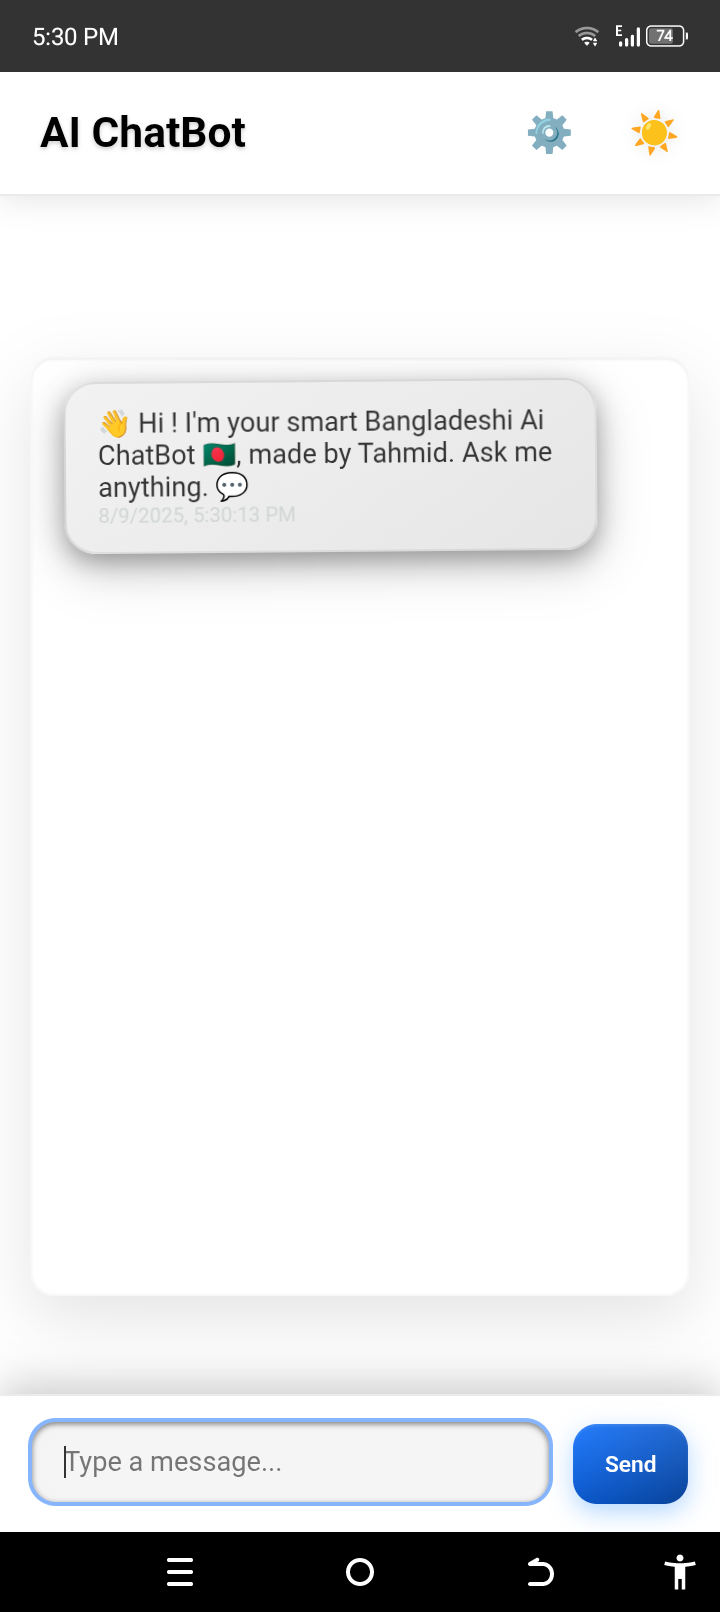 5:30 PM
E
74
AI ChatBot
⚙️ ☀️
👋 Hi ! I'm your smart Bangladeshi Ai
ChatBot 🇧🇩, made by Tahmid. Ask me
anything. 💬
8/9/2025, 5:30:13 PM
Type a message...
Send